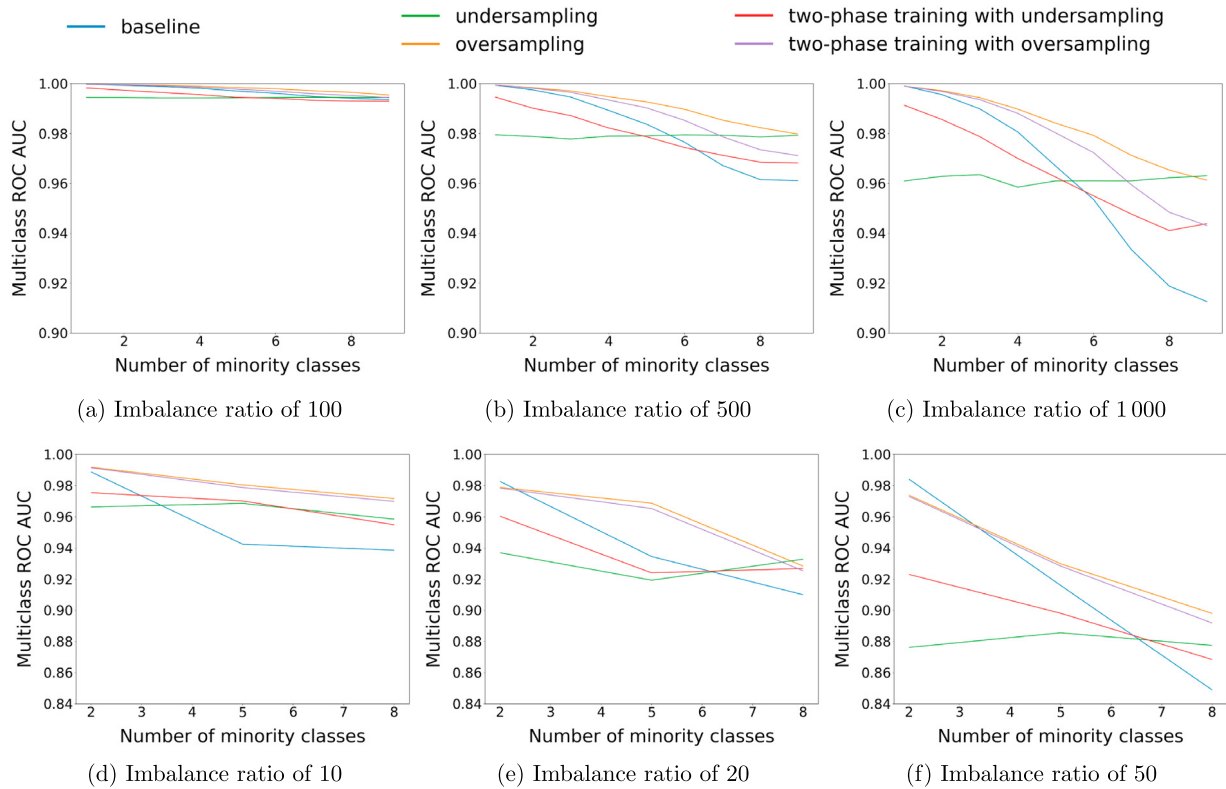 baseline
undersampling
oversampling
two-phase training with undersampling
two-phase training with oversampling
Multiclass ROC AUC
1.00
0.98
0.96
0.94
0.92
0.90
2 4 6 8
Number of minority classes
(a) Imbalance ratio of 100
Multiclass ROC AUC
1.00
0.98
0.96
0.94
0.92
0.90
2 4 6 8
Number of minority classes
(b) Imbalance ratio of 500
Multiclass ROC AUC
1.00
0.98
0.96
0.94
0.92
0.90
2 4 6 8
Number of minority classes
(c) Imbalance ratio of 1 000
Multiclass ROC AUC
1.00
0.98
0.96
0.94
0.92
0.90
0.88
0.86
0.84
2 3 4 5 6 7 8
Number of minority classes
(d) Imbalance ratio of 10
Multiclass ROC AUC
1.00
0.98
0.96
0.94
0.92
0.90
0.88
0.86
0.84
2 3 4 5 6 7 8
Number of minority classes
(e) Imbalance ratio of 20
Multiclass ROC AUC
1.00
0.98
0.96
0.94
0.92
0.90
0.88
0.86
0.84
2 3 4 5 6 7 8
Number of minority classes
(f) Imbalance ratio of 50